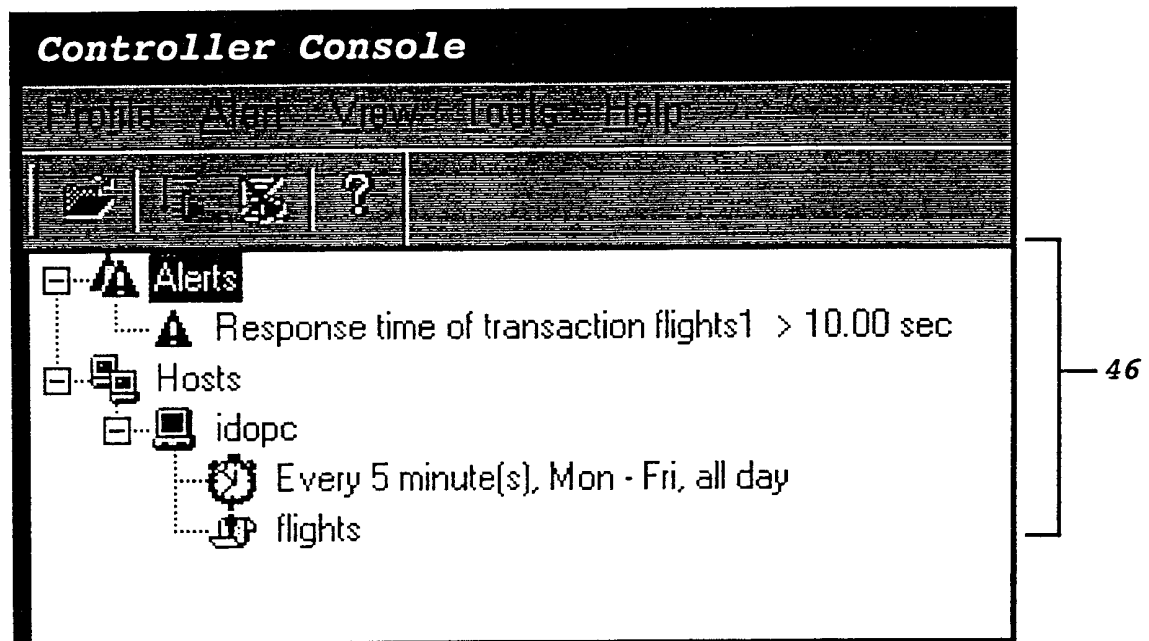 Controller Console
Profile Alert View Tools Help
?
Alerts
Response time of transaction flights1 > 10.00 sec
Hosts
idopc
Every 5 minute(s), Mon - Fri, all day
flights
46